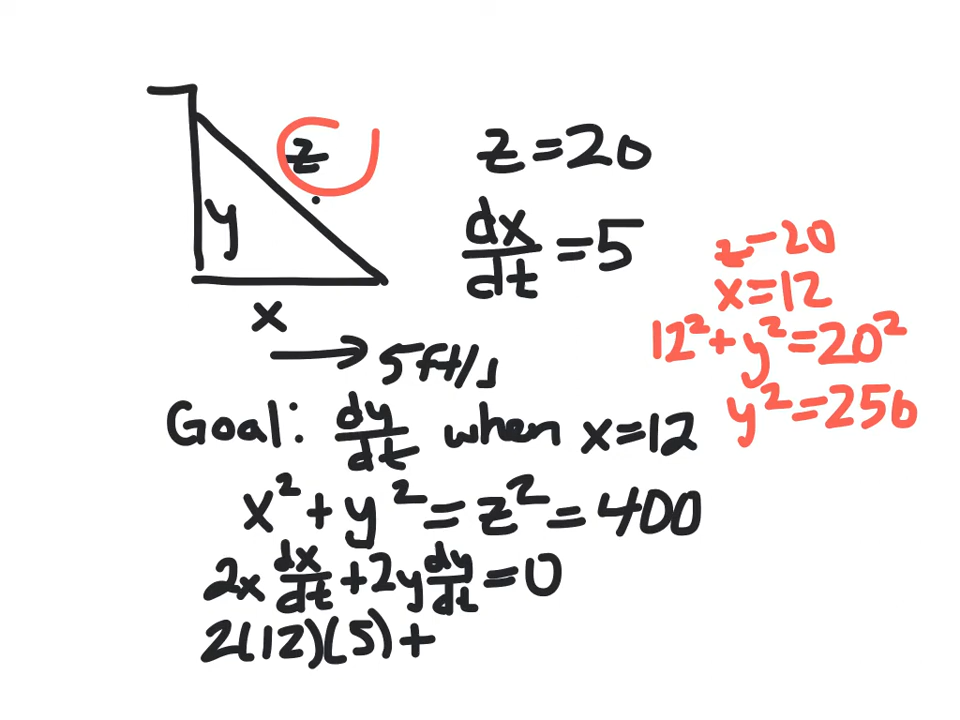 z
y
x
5ft/s
z=20
dx/dt=5
z-20
x=12
12²+y²=20²
y²=256
Goal: dy/dt when x=12
x²+y²=z²=400
2x dx/dt+2y dy/dt=0
2(12)(5)+